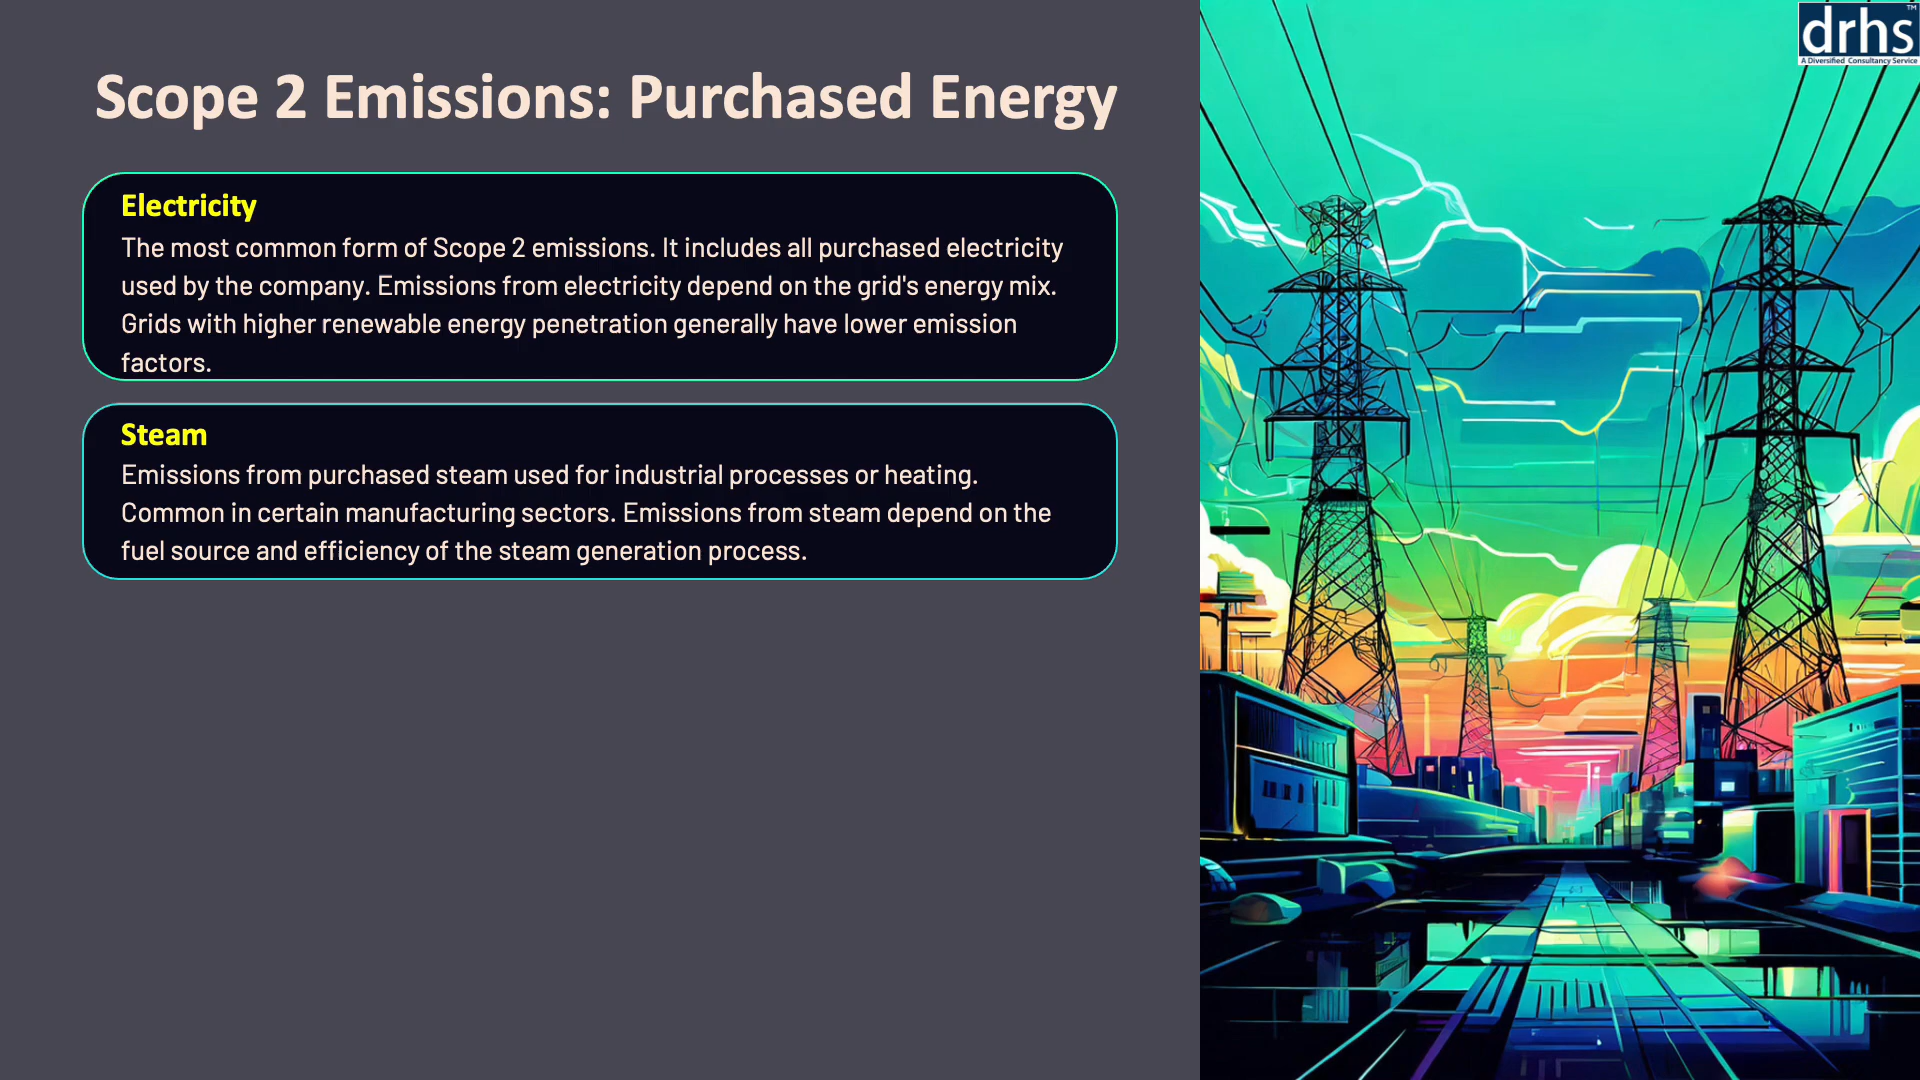 drhs
TM
A Diversified Consultancy Service
Scope 2 Emissions: Purchased Energy
Electricity
The most common form of Scope 2 emissions. It includes all purchased electricity
used by the company. Emissions from electricity depend on the grid's energy mix.
Grids with higher renewable energy penetration generally have lower emission
factors.
Steam
Emissions from purchased steam used for industrial processes or heating.
Common in certain manufacturing sectors. Emissions from steam depend on the
fuel source and efficiency of the steam generation process.